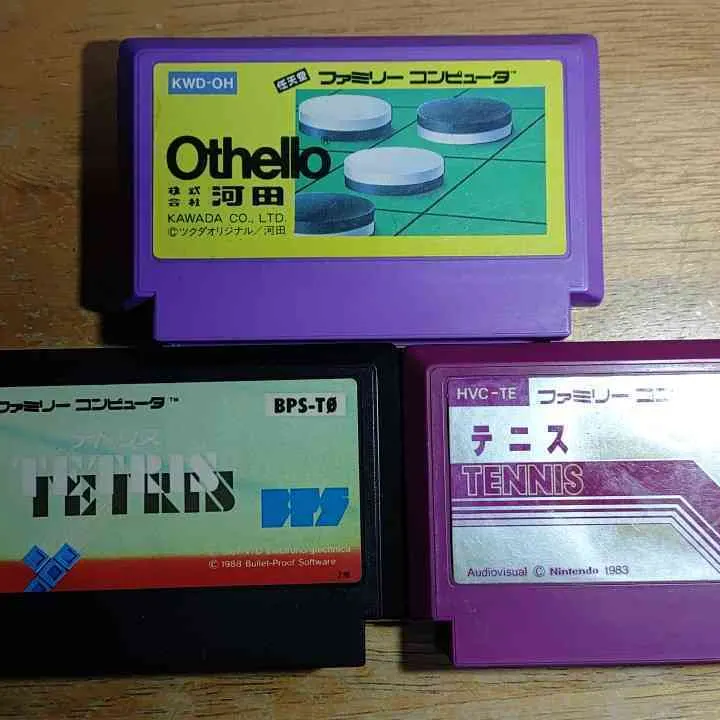 KWD-OH
任天堂 ファミリー コンピュータ™
Othello®
株式会社 河田
KAWADA CO., LTD.
©ツクダオリジナル/河田
ファミリー コンピュータ™
BPS-TØ
テトリス
TETRIS
BPS
© 1988 Bullet-Proof Software
HVC-TE ファミリー コン
テニス
TENNIS
Audiovisual © Nintendo 1983